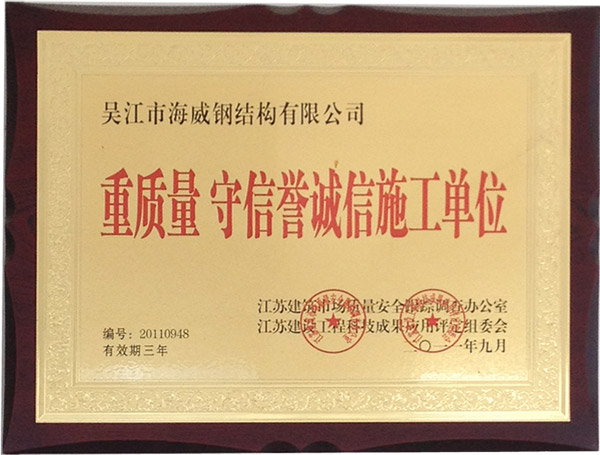 吴江市海威钢结构有限公司
重质量 守信誉诚信施工单位
江苏建筑市场质量安全跟踪调查办公室
江苏建设工程科技成果应用评定组委会
二〇一一年九月
编号: 20110948
有效期三年